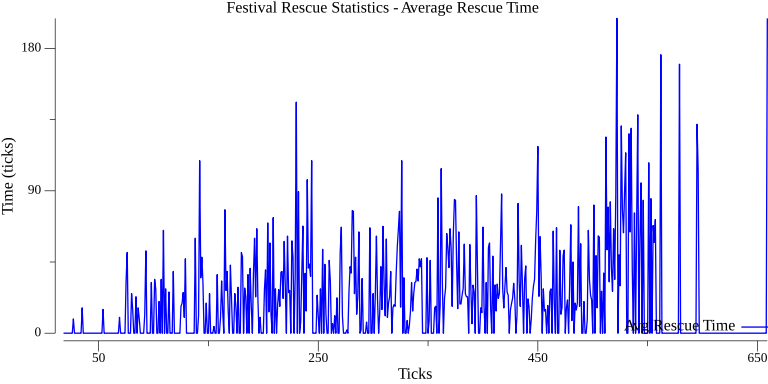 Festival Rescue Statistics - Average Rescue Time
180
90
0
Time (ticks)
Avg Rescue Time
50
250
450
650
Ticks